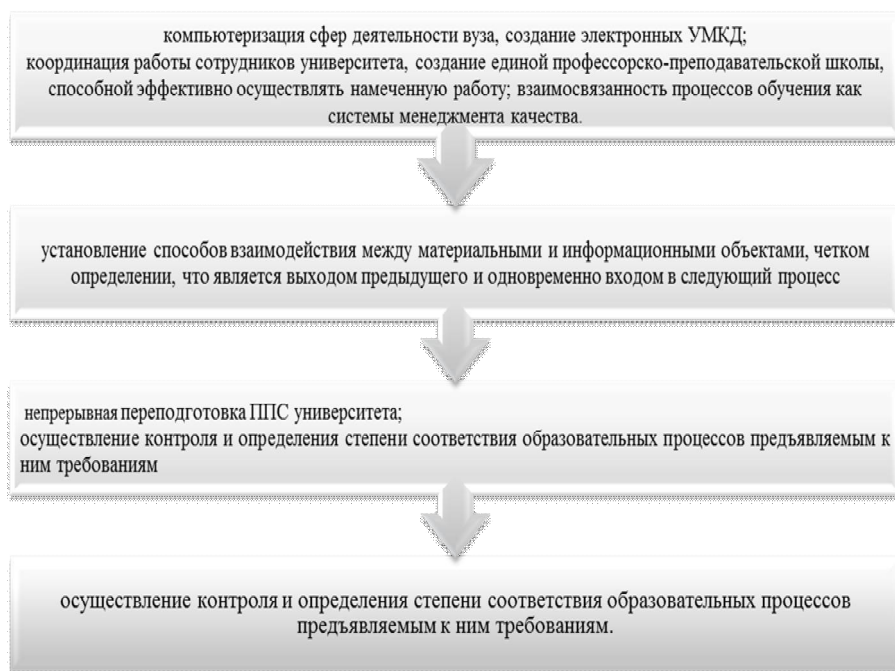 компьютеризация сфер деятельности вуза, создание электронных УМКД;
координация работы сотрудников университета, создание единой профессорско-преподавательской школы,
способной эффективно осуществлять намеченную работу; взаимосвязанность процессов обучения как
системы менеджмента качества.
установление способов взаимодействия между материальными и информационными объектами, четком
определении, что является выходом предыдущего и одновременно входом в следующий процесс
непрерывная переподготовка ППС университета;
осуществление контроля и определения степени соответствия образовательных процессов предъявляемым к
ним требованиям
осуществление контроля и определения степени соответствия образовательных процессов
предъявляемым к ним требованиям.